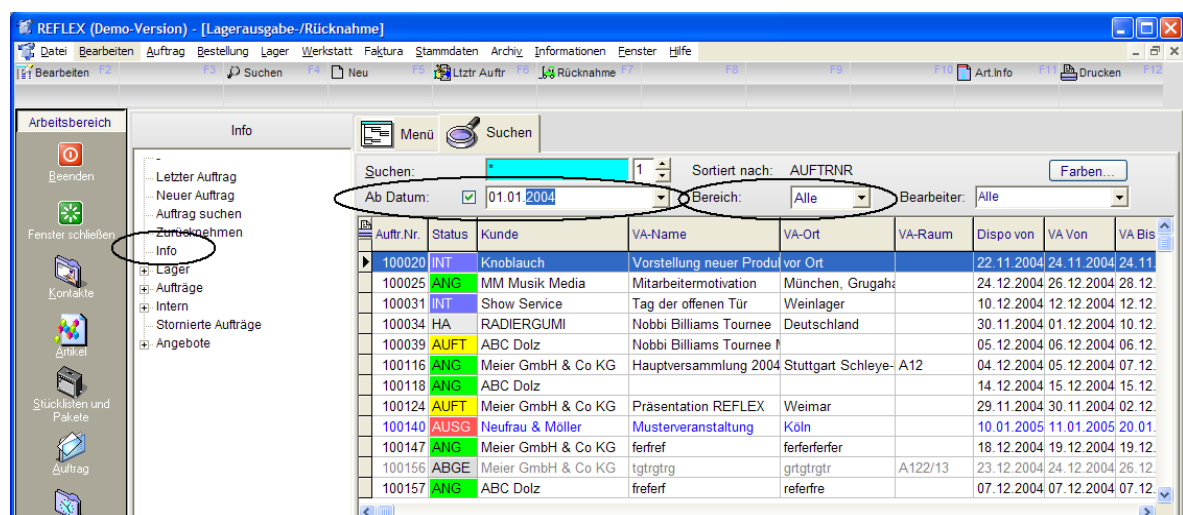 REFLEX (Demo-Version) - [Lagerausgabe-/Rücknahme]
Datei Bearbeiten Auftrag Bestellung Lager Werkstatt Faktura Stammdaten Archiv Informationen Fenster Hilfe
Bearbeiten F2 F3 Suchen F4 Neu F5 Ltztr Auftr F6 Rücknahme F7 F8 F9 F10 Art.Info F11 Drucken F12
Arbeitsbereich
Beenden
Fenster schließen
Kontakte
Artikel
Stücklisten und
Pakete
Auftrag
Info
-
Letzter Auftrag
Neuer Auftrag
Auftrag suchen
Zurücknehmen
Info
Lager
Aufträge
Intern
Stornierte Aufträge
Angebote
Menü Suchen
Suchen: * 1 Sortiert nach: AUFTRNR Farben...
Ab Datum: 01.01.2004 Bereich: Alle Bearbeiter: Alle
Auftr.Nr. Status Kunde VA-Name VA-Ort VA-Raum Dispo von VA Von VA Bis
100020 INT Knoblauch Vorstellung neuer Produl vor Ort 22.11.2004 24.11.2004 24.11
100025 ANG MM Musik Media Mitarbeitermotivation München, Grugaha 24.12.2004 26.12.2004 28.12.
100031 INT Show Service Tag der offenen Tür Weinlager 10.12.2004 12.12.2004 12.12.
100034 HA RADIERGUMI Nobbi Billiams Tournee Deutschland 30.11.2004 01.12.2004 10.12.
100039 AUFT ABC Dolz Nobbi Billiams Tournee 05.12.2004 06.12.2004 06.12.
100116 ANG Meier GmbH & Co KG Hauptversammlung 2004 Stuttgart Schleye- A12 04.12.2004 05.12.2004 07.12.
100118 ANG ABC Dolz 14.12.2004 15.12.2004 15.12.
100124 AUFT Meier GmbH & Co KG Präsentation REFLEX Weimar 29.11.2004 30.11.2004 02.12.
100140 AUSG Neufrau & Möller Musterveranstaltung Köln 10.01.2005 11.01.2005 20.01.
100147 ANG Meier GmbH & Co KG ferfref ferferferfer 18.12.2004 19.12.2004 19.12.
100156 ABGE Meier GmbH & Co KG tgtrgtrg grtgtrgtr A122/13 23.12.2004 24.12.2004 26.12.
100157 ANG ABC Dolz freferf referfre 07.12.2004 07.12.2004 07.12.